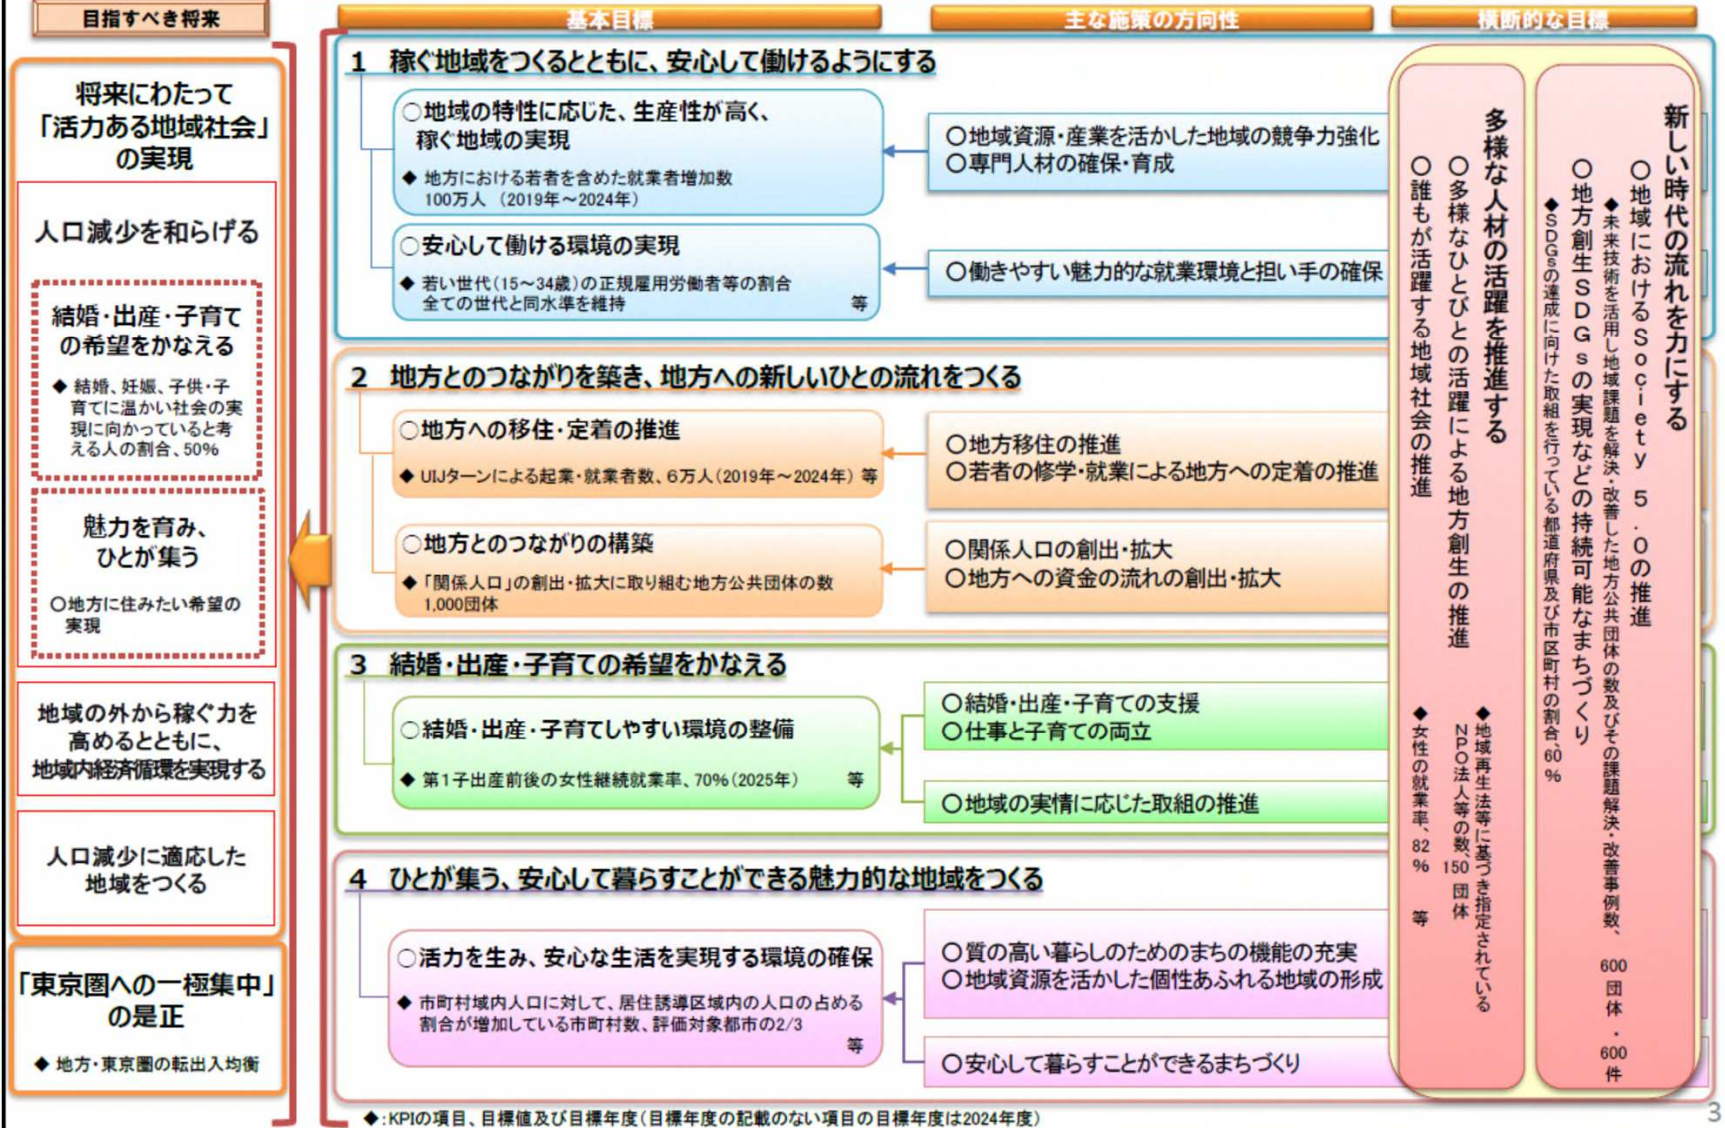 目指すべき将来
将来にわたって
「活力ある地域社会」
の実現
人口減少を和らげる
結婚・出産・子育て
の希望をかなえる
◆ 結婚、妊娠、子供・子
育てに温かい社会の実
現に向かっていると考
える人の割合、50%
魅力を育み、
ひとが集う
○地方に住みたい希望の
実現
地域の外から稼ぐ力を
高めるとともに、
地域内経済循環を実現する
人口減少に適応した
地域をつくる
「東京圏への一極集中」
の是正
◆ 地方・東京圏の転出入均衡
基本目標
主な施策の方向性
横断的な目標
1 稼ぐ地域をつくるとともに、安心して働けるようにする
○地域の特性に応じた、生産性が高く、
稼ぐ地域の実現
◆ 地方における若者を含めた就業者増加数
100万人 (2019年～2024年)
○地域資源・産業を活かした地域の競争力強化
○専門人材の確保・育成
○安心して働ける環境の実現
◆ 若い世代(15～34歳)の正規雇用労働者等の割合
全ての世代と同水準を維持
等
○働きやすい魅力的な就業環境と担い手の確保
2 地方とのつながりを築き、地方への新しいひとの流れをつくる
○地方への移住・定着の推進
◆ UIJターンによる起業・就業者数、6万人(2019年～2024年) 等
○地方移住の推進
○若者の修学・就業による地方への定着の推進
○地方とのつながりの構築
◆ 「関係人口」の創出・拡大に取り組む地方公共団体の数
1,000団体
○関係人口の創出・拡大
○地方への資金の流れの創出・拡大
3 結婚・出産・子育ての希望をかなえる
○結婚・出産・子育てしやすい環境の整備
◆ 第1子出産前後の女性継続就業率、70%(2025年)
等
○結婚・出産・子育ての支援
○仕事と子育ての両立
○地域の実情に応じた取組の推進
4 ひとが集う、安心して暮らすことができる魅力的な地域をつくる
○活力を生み、安心な生活を実現する環境の確保
◆ 市町村域内人口に対して、居住誘導区域内の人口の占める
割合が増加している市町村数、評価対象都市の2/3
等
○質の高い暮らしのためのまちの機能の充実
○地域資源を活かした個性あふれる地域の形成
○安心して暮らすことができるまちづくり
新しい時代の流れを力にする
○地域におけるSociety 5.0の推進
◆未来技術を活用し地域課題を解決・改善した地方公共団体の数及びその課題解決・改善事例数、600団体・600件
○地方創生SDGsの実現などの持続可能なまちづくり
◆SDGsの達成に向けた取組を行っている都道府県及び市区町村の割合、60%
多様な人材の活躍を推進する
○多様なひとびとの活躍による地方創生の推進
○誰もが活躍する地域社会の推進
◆地域再生法等に基づき指定されている
NPO法人等の数、150団体
◆女性の就業率、82% 等
◆:KPIの項目、目標値及び目標年度(目標年度の記載のない項目の目標年度は2024年度)
3